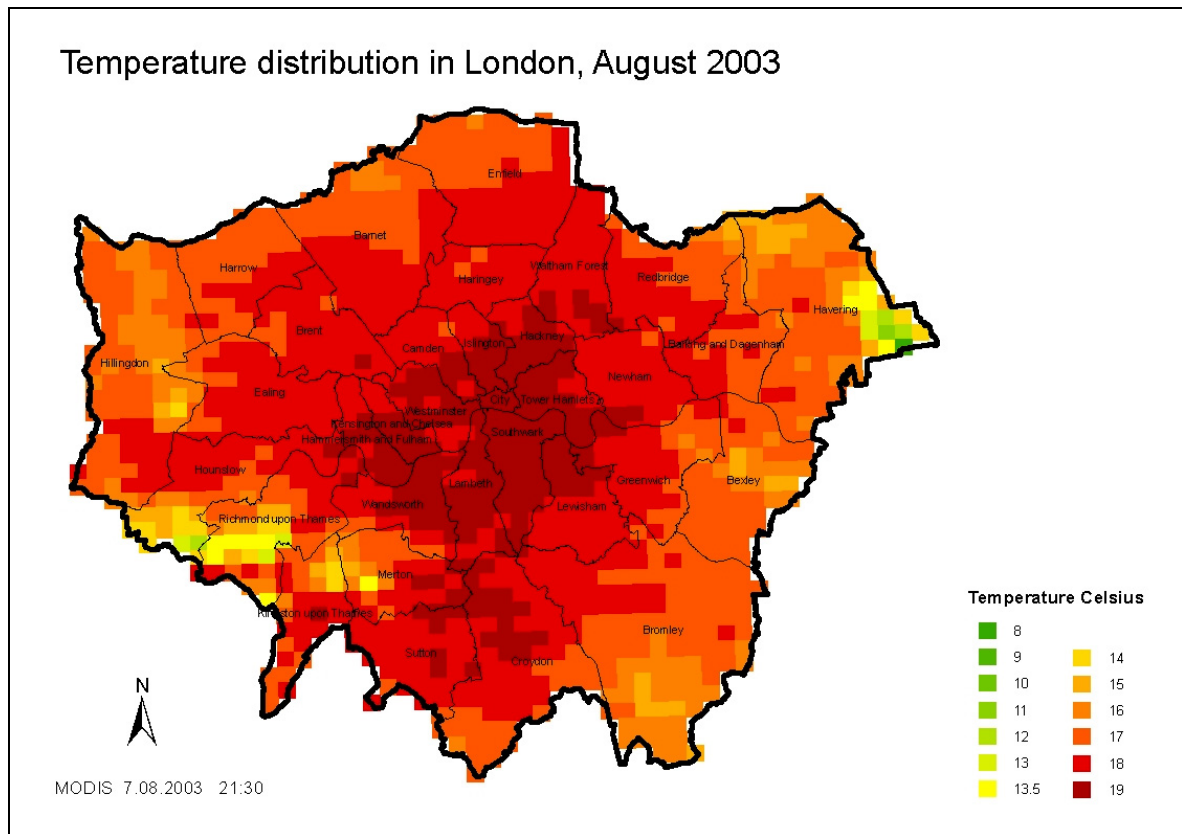 Temperature distribution in London, August 2003
Enfield
Barnet
Harrow
Haringey
Waltham Forest
Redbridge
Havering
Brent
Camden
Islington
Hackney
Barking and Dagenham
Hillingdon
Ealing
Newham
Westminster
City
Tower Hamlets
Kensington and Chelsea
Hammersmith and Fulham
Southwark
Hounslow
Lambeth
Greenwich
Bexley
Wandsworth
Lewisham
Richmond upon Thames
Merton
Kingston upon Thames
Bromley
Sutton
Croydon
N
MODIS 7.08.2003 21:30
Temperature Celsius
8
9
10
11
12
13
13.5
14
15
16
17
18
19